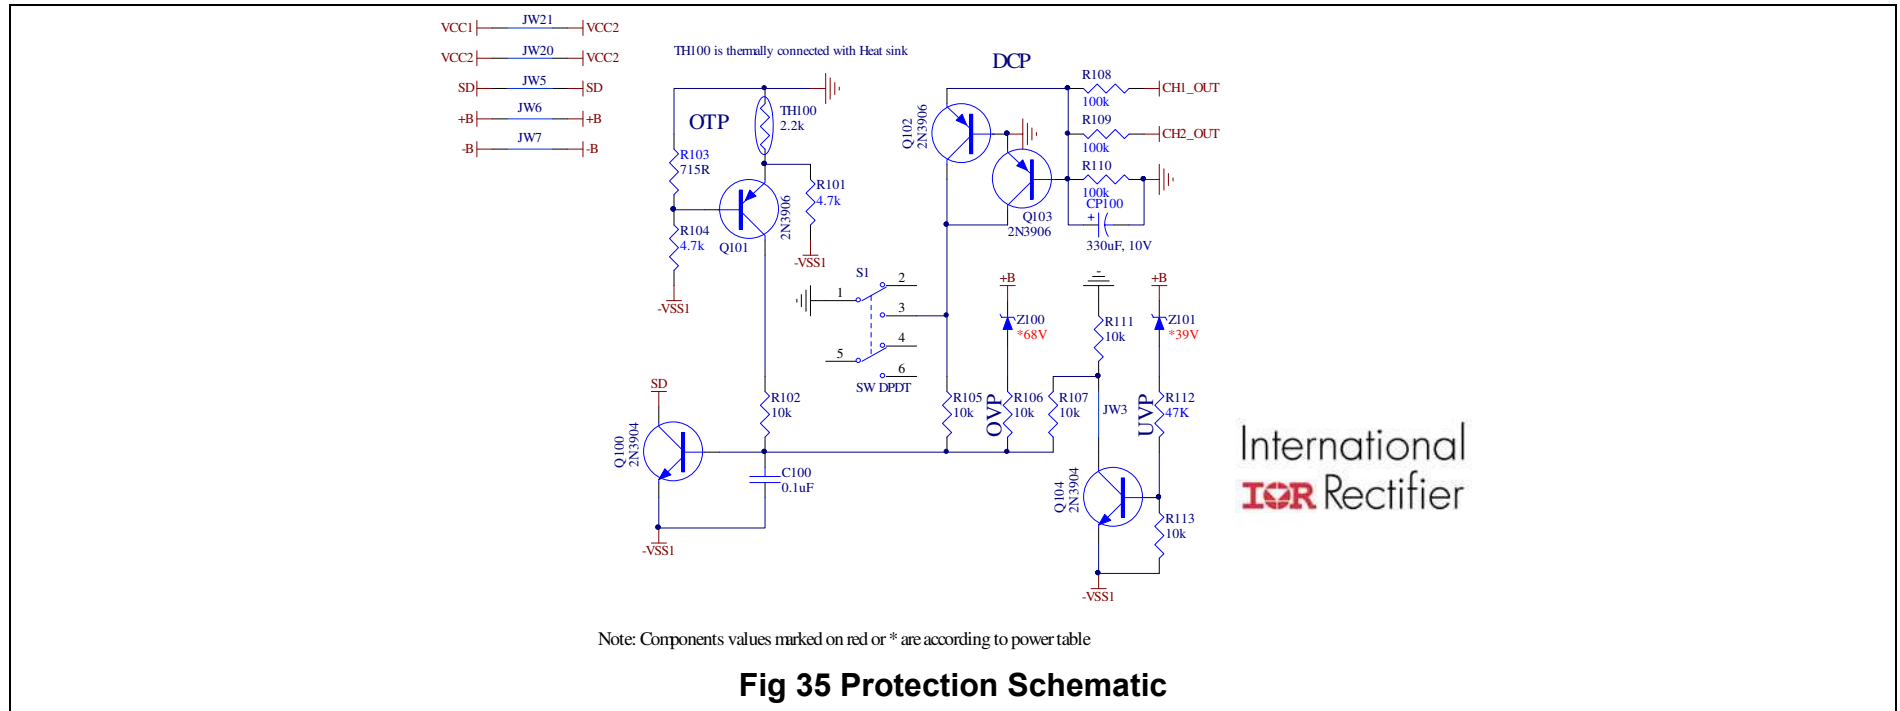 VCC1 JW21 VCC2
VCC2 JW20 VCC2
SD JW5 SD
+B JW6 +B
-B JW7 -B
TH100 is thermally connected with Heat sink
OTP
TH100
2.2k
R103
715R
R104
4.7k
-VSS1
Q101
2N3906
R101
4.7k
-VSS1
DCP
Q102
2N3906
Q103
2N3906
R108
100k
CH1_OUT
R109
100k
CH2_OUT
R110
100k
CP100
+
330uF, 10V
S1
1
2
3
4
5
6
SW DPDT
+B
Z100
*68V
R111
10k
+B
Z101
*39V
SD
Q100
2N3904
-VSS1
R102
10k
C100
0.1uF
R105
10k
OVP
R106
10k
R107
10k
JW3
UVP
R112
47K
Q104
2N3904
R113
10k
-VSS1
International
IOR Rectifier
Note: Components values marked on red or * are according to power table
Fig 35 Protection Schematic